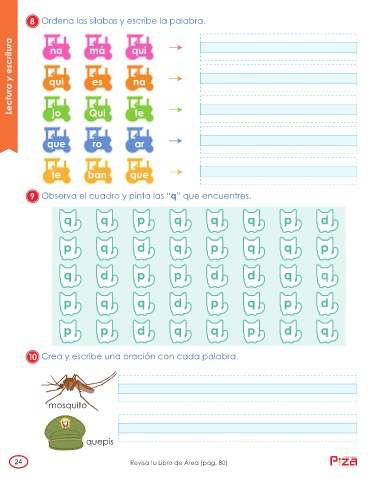 8 Ordena las sílabas y escribe la palabra.
Lectura y escritura
na má qui
qui es na
jo Qui te
que ro ar
te ban que
9 Observa el cuadro y pinta las "q" que encuentres.
q q p q q q p d
p q d q p q q p
q d p p d d q q
p q q d p q p d
p p d q q p d q
10 Crea y escribe una oración con cada palabra.
mosquito
quepis
24
Revisa tu Libro de Área (pág. 80)
Pıza